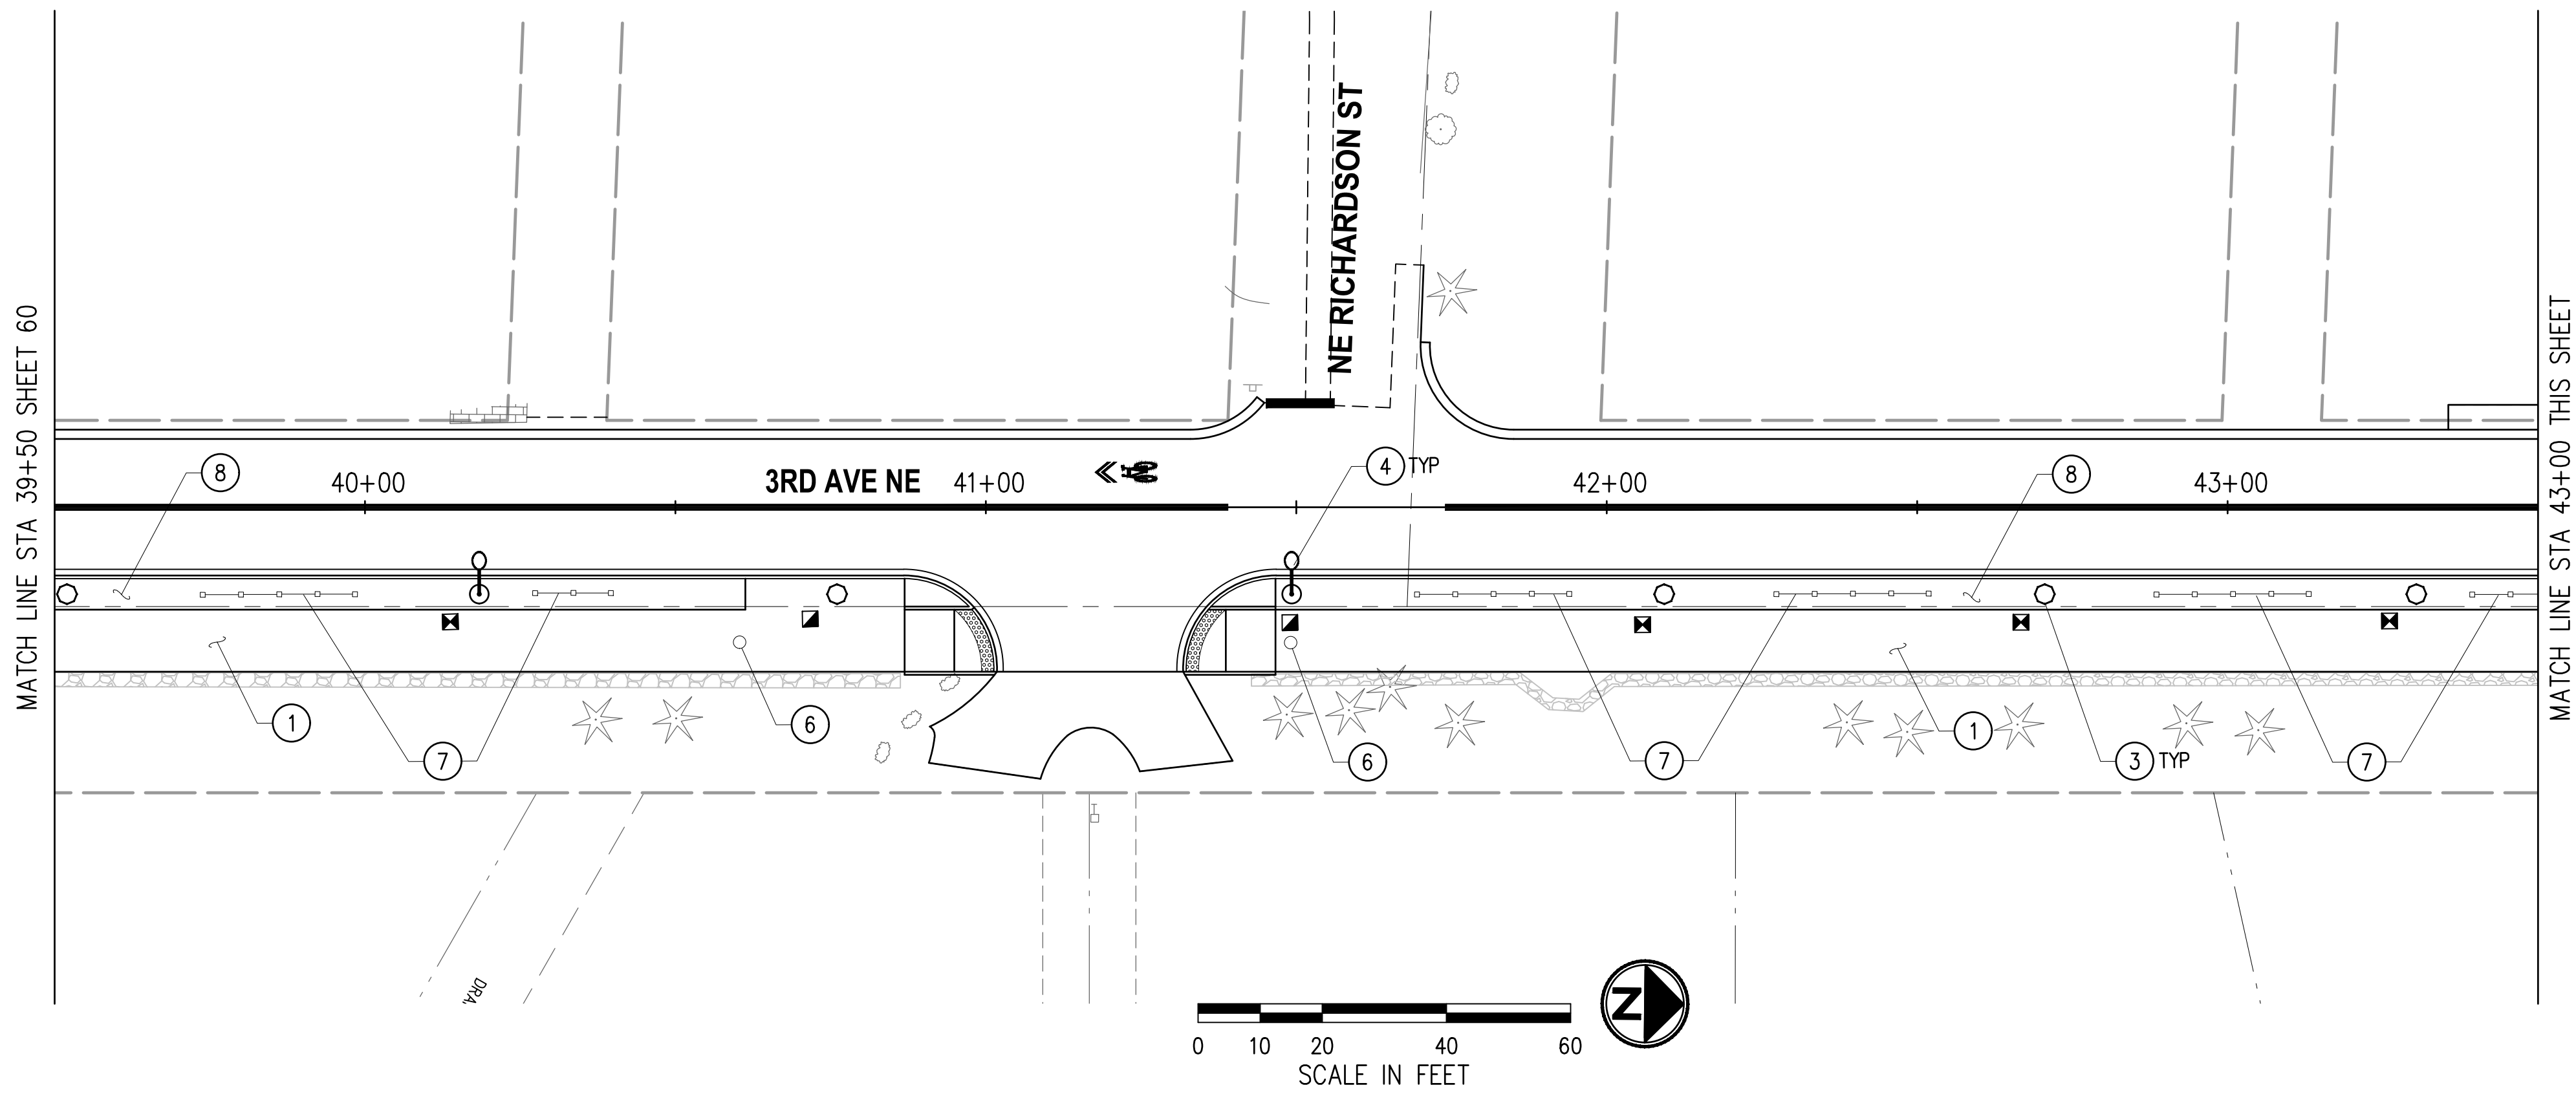 NE RICHARDSON ST
MATCH LINE STA 39+50 SHEET 60
MATCH LINE STA 43+00 THIS SHEET
8
40+00
3RD AVE NE
41+00
4 TYP
42+00
8
43+00
1
7
6
6
7
1
3 TYP
7
DRA
Z
0 10 20 40 60
SCALE IN FEET